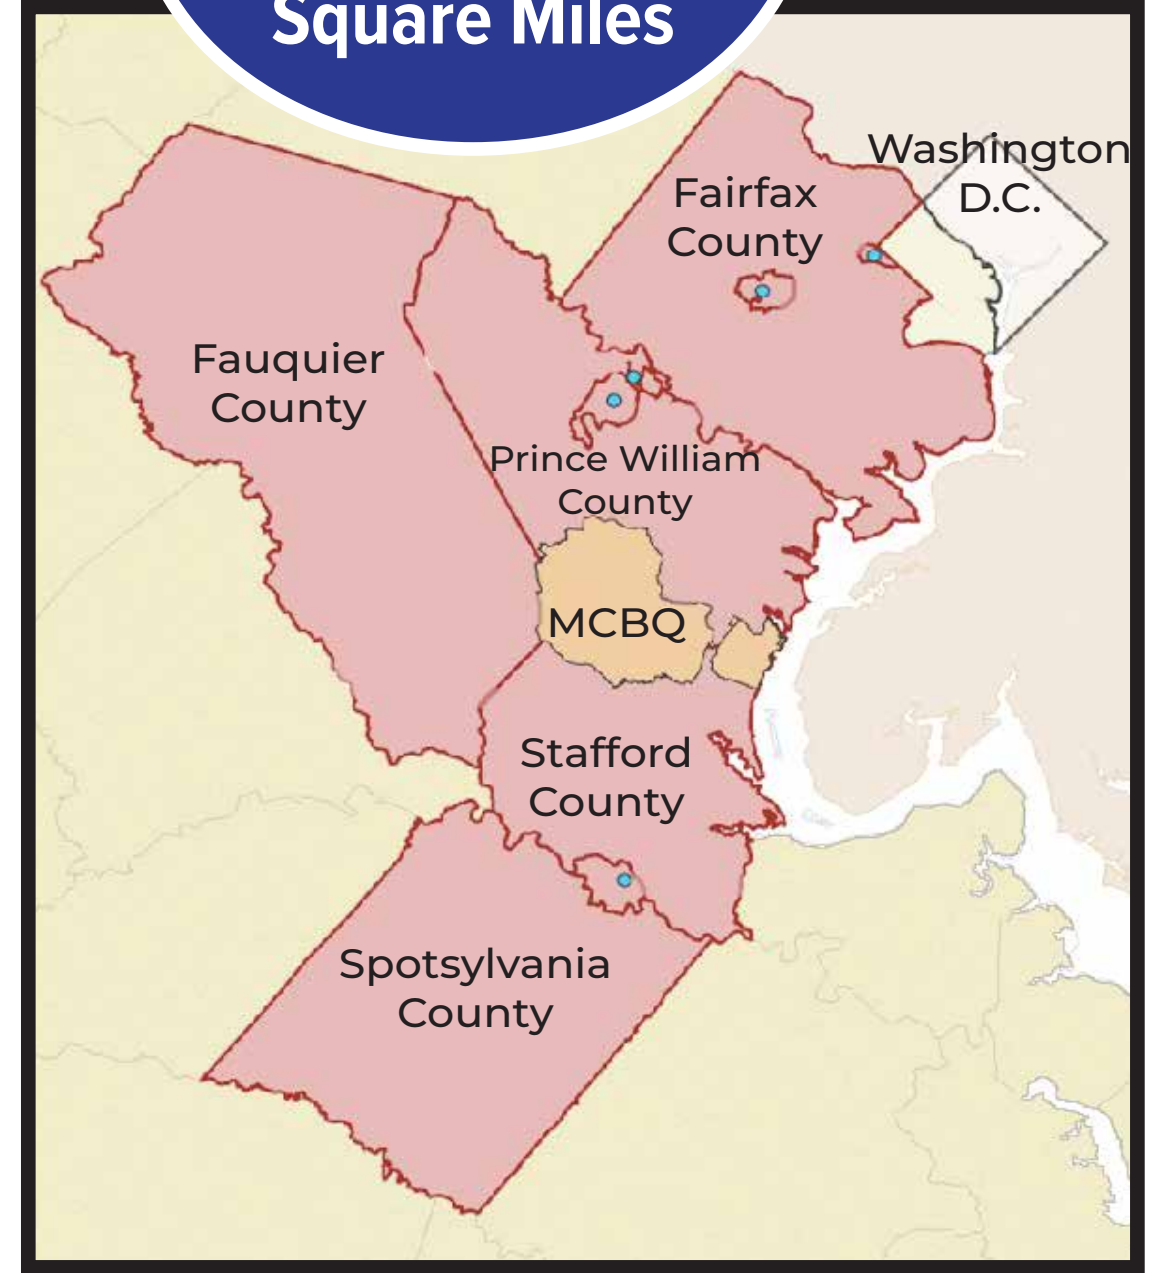 Square Miles
Washington
D.C.
Fairfax
County
Fauquier
County
Prince William
County
MCBQ
Stafford
County
Spotsylvania
County